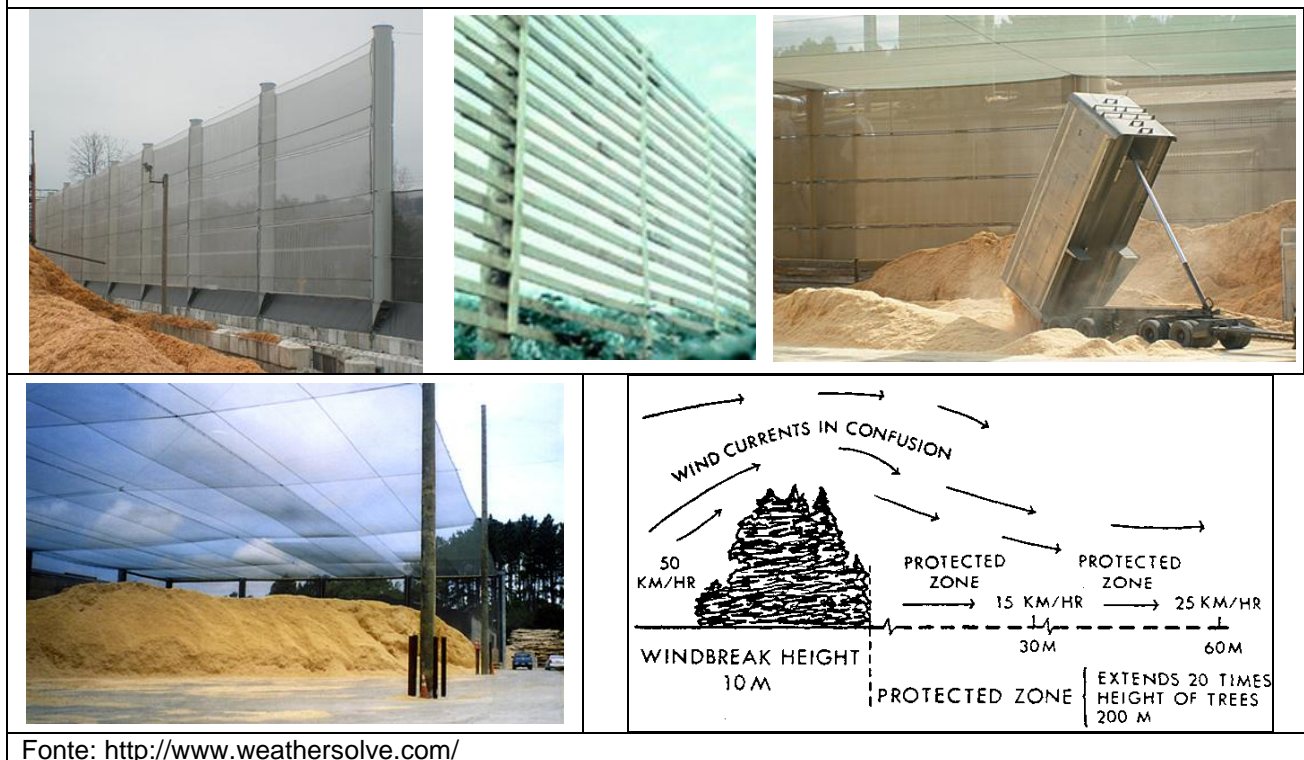 WIND CURRENTS IN CONFUSION
50
KM/HR
PROTECTED
ZONE
15 KM/HR
PROTECTED
ZONE
25 KM/HR
30M
60M
WINDBREAK HEIGHT
10 M
PROTECTED ZONE
EXTENDS 20 TIMES
HEIGHT OF TREES
200 M
Fonte: http://www.weathersolve.com/